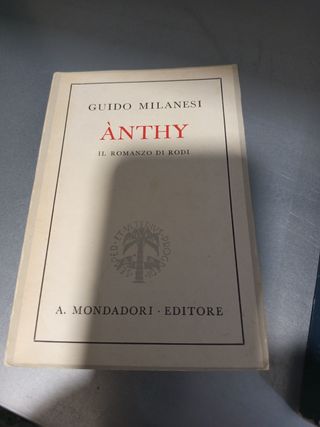 GUIDO MILANESI
ÀNTHY
IL ROMANZO DI RODI
A. MONDADORI · EDITORE